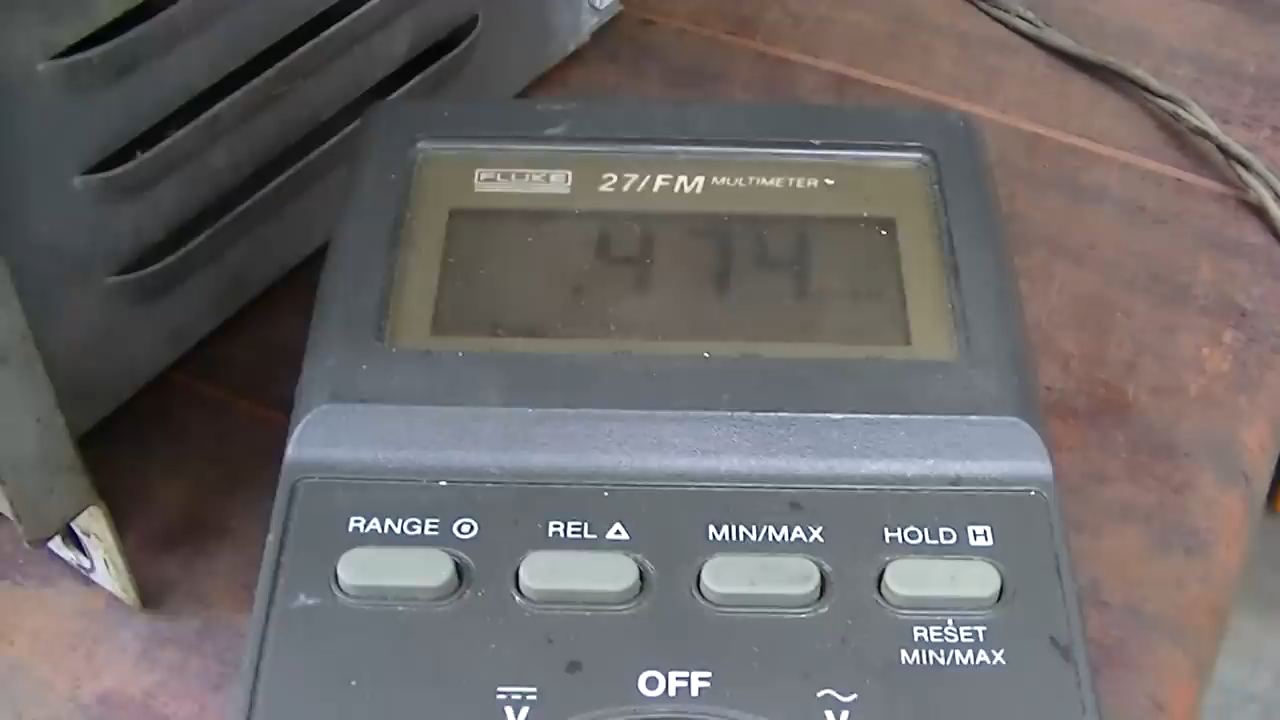 FLUKE 27/FM MULTIMETER
474
RANGE REL △ MIN/MAX HOLD H
RESET
MIN/MAX
OFF
V V